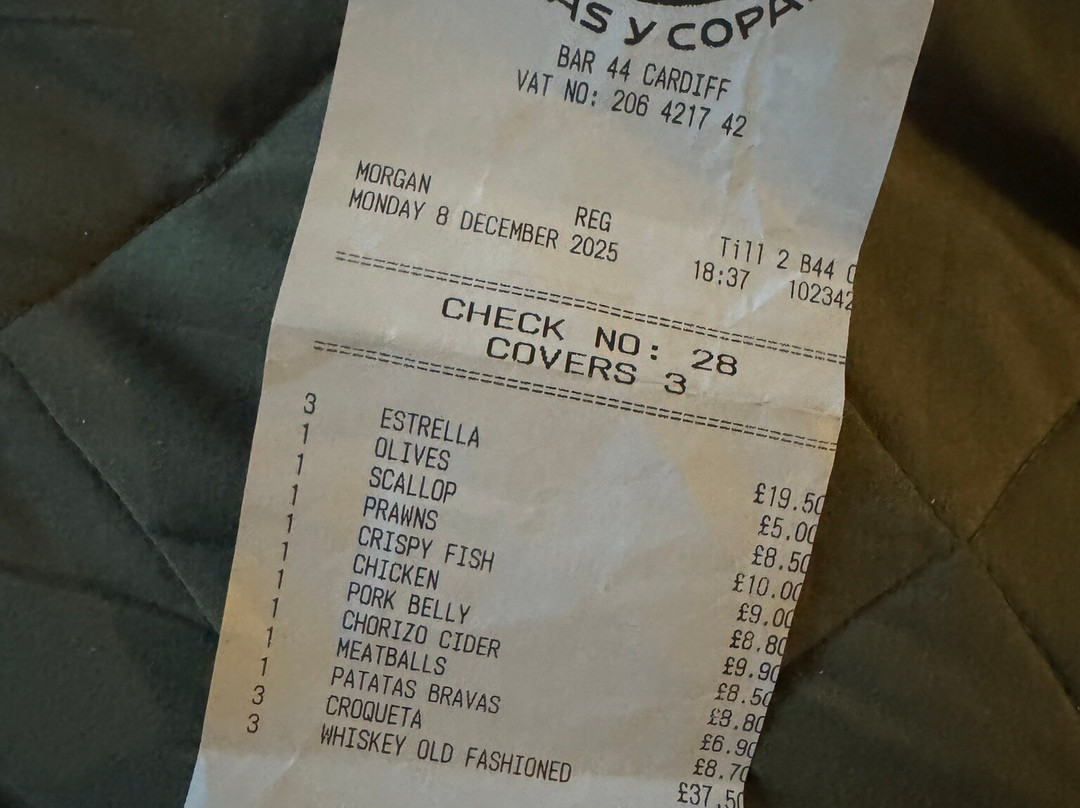 AS y COPA
BAR 44 CARDIFF
VAT NO: 206 4217 42
MORGAN
REG
Till 2 B44 C
MONDAY 8 DECEMBER 2025
18:37 102342
CHECK NO: 28
COVERS 3
3 ESTRELLA £19.50
1 OLIVES £5.00
1 SCALLOP £8.50
1 PRAWNS £10.00
1 CRISPY FISH £9.00
1 CHICKEN £8.80
1 PORK BELLY £9.90
1 CHORIZO CIDER £8.50
1 MEATBALLS £8.80
1 PATATAS BRAVAS £6.90
3 CROQUETA £8.70
3 WHISKEY OLD FASHIONED £37.50